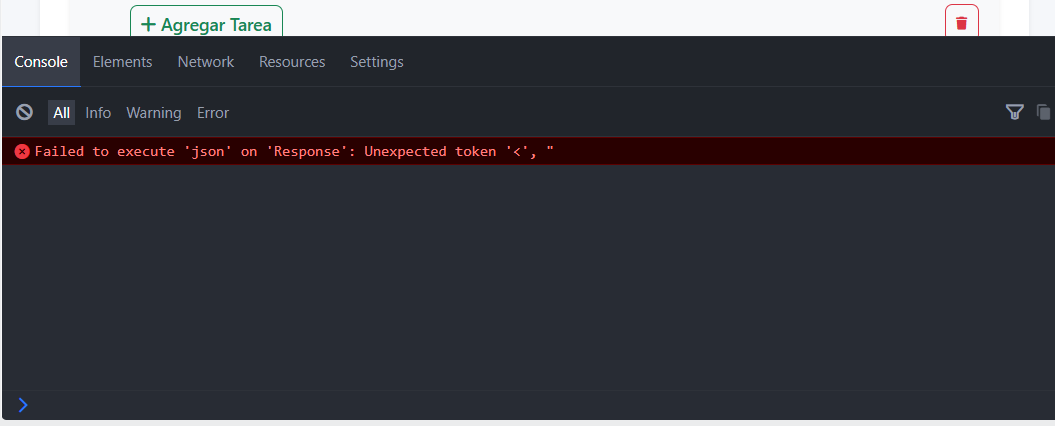 + Agregar Tarea
Console Elements Network Resources Settings
All Info Warning Error
Failed to execute 'json' on 'Response': Unexpected token '<', "